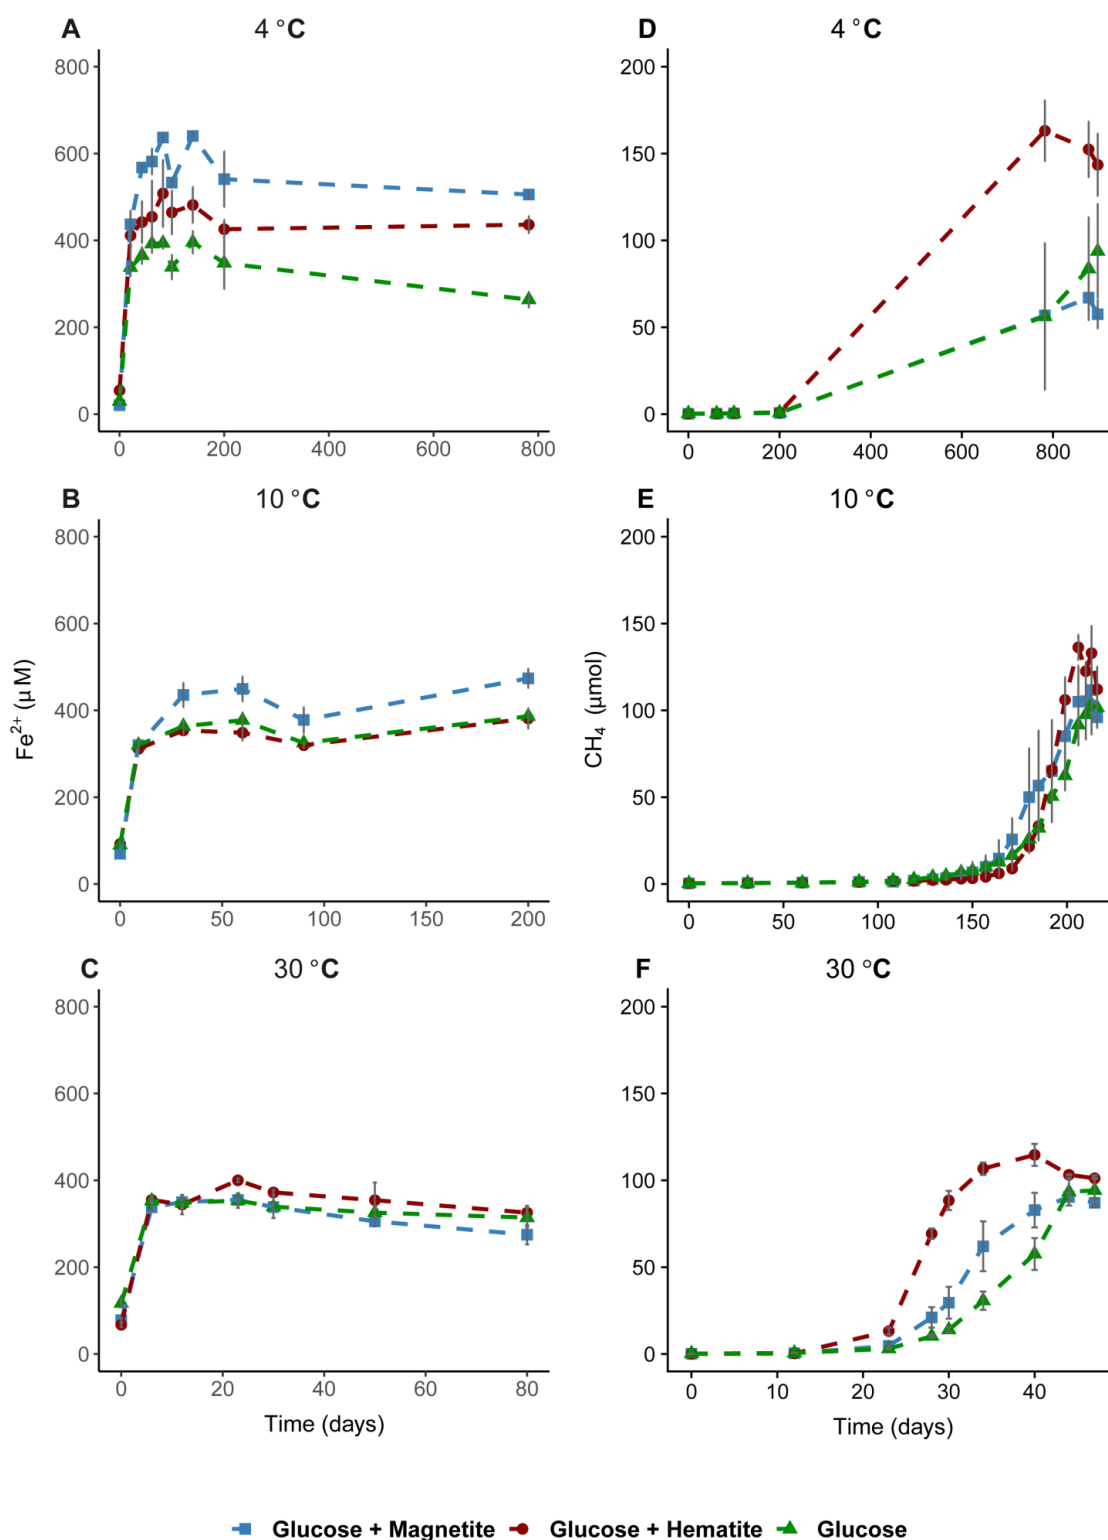 A 4 °C
D 4 °C
800
600
400
200
0
0 200 400 600 800
200
150
100
50
0
0 200 400 600 800
B 10 °C
E 10 °C
800
600
400
200
0
0 50 100 150 200
200
150
100
50
0
0 50 100 150 200
Fe2+ (µM)
CH4 (µmol)
C 30 °C
F 30 °C
800
600
400
200
0
0 20 40 60 80
Time (days)
200
150
100
50
0
0 10 20 30 40
Time (days)
Glucose + Magnetite Glucose + Hematite Glucose